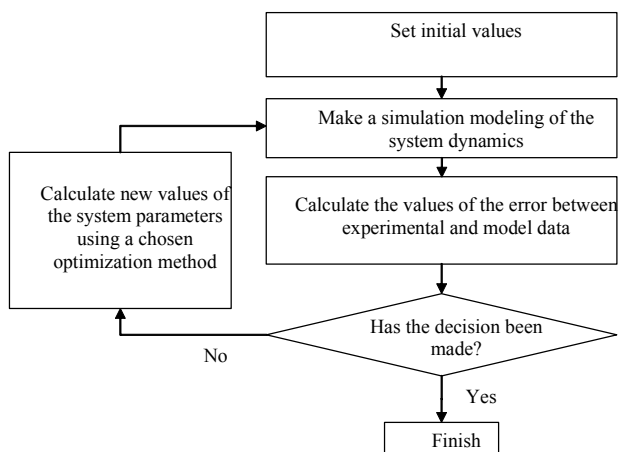 Set initial values
Make a simulation modeling of the
system dynamics
Calculate new values of
the system parameters
using a chosen
optimization method
Calculate the values of the error between
experimental and model data
Has the decision been
made?
No
Yes
Finish